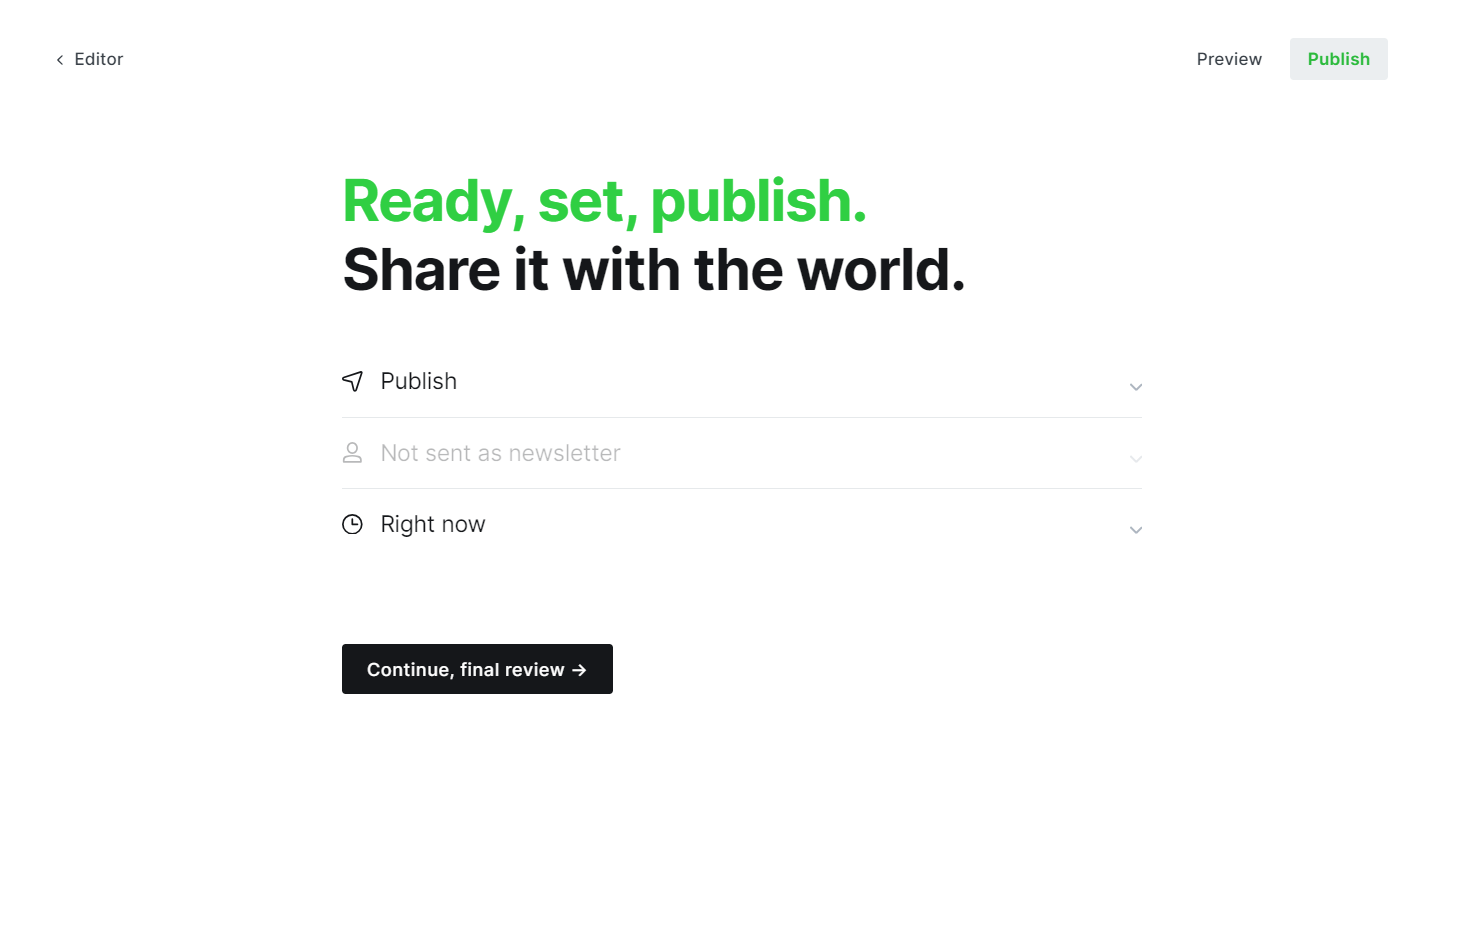 Editor
Preview
Publish
Ready, set, publish.
Share it with the world.
Publish
Not sent as newsletter
Right now
Continue, final review →